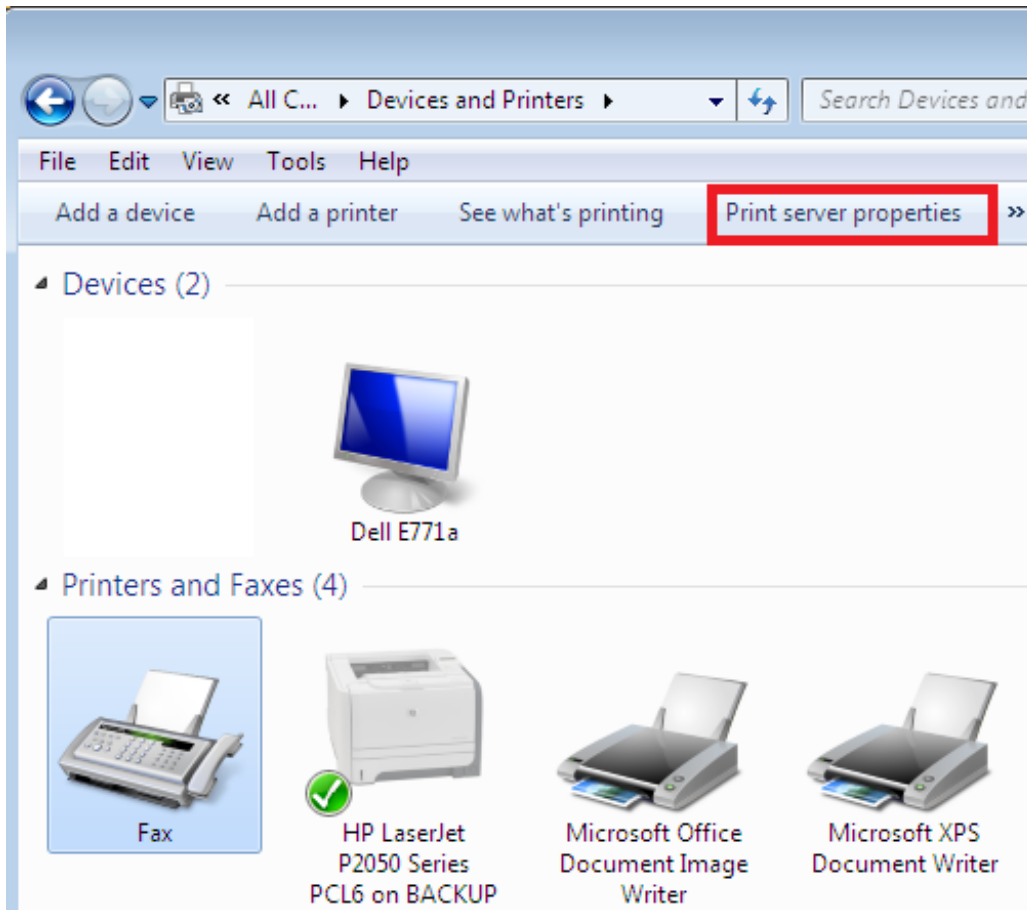 « All C... ▸ Devices and Printers ▸
Search Devices and
File Edit View Tools Help
Add a device Add a printer See what's printing Print server properties »
Devices (2)
Dell E771a
Printers and Faxes (4)
Fax
HP LaserJet
P2050 Series
PCL6 on BACKUP
Microsoft Office
Document Image
Writer
Microsoft XPS
Document Writer